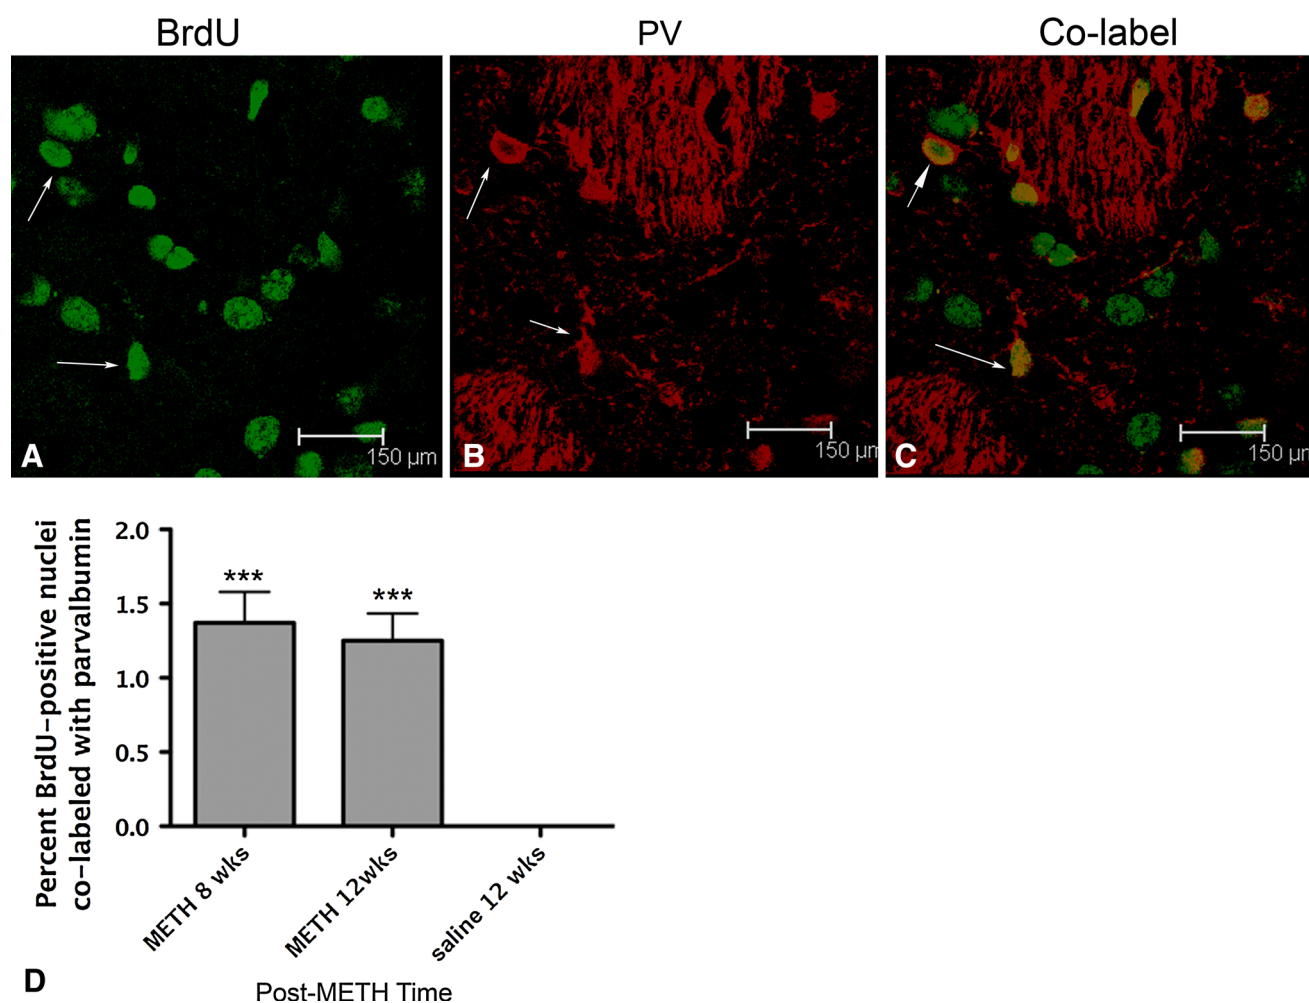 BrdU
PV
Co-label
A
150 µm
B
150 µm
C
150 µm
Percent BrdU-positive nuclei
co-labeled with parvalbumin
2.0
1.5
1.0
0.5
0.0
***
***
METH 8 wks
METH 12wks
saline 12 wks
D
Post-METH Time